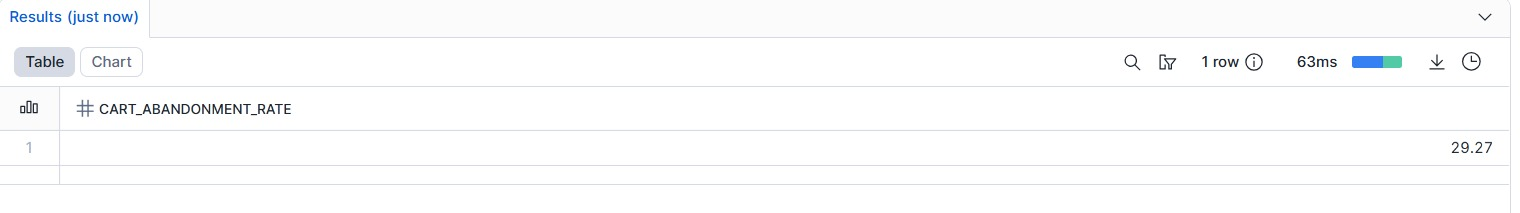 Results (just now)
Table Chart 1 row 63ms
CART_ABANDONMENT_RATE
1 29.27